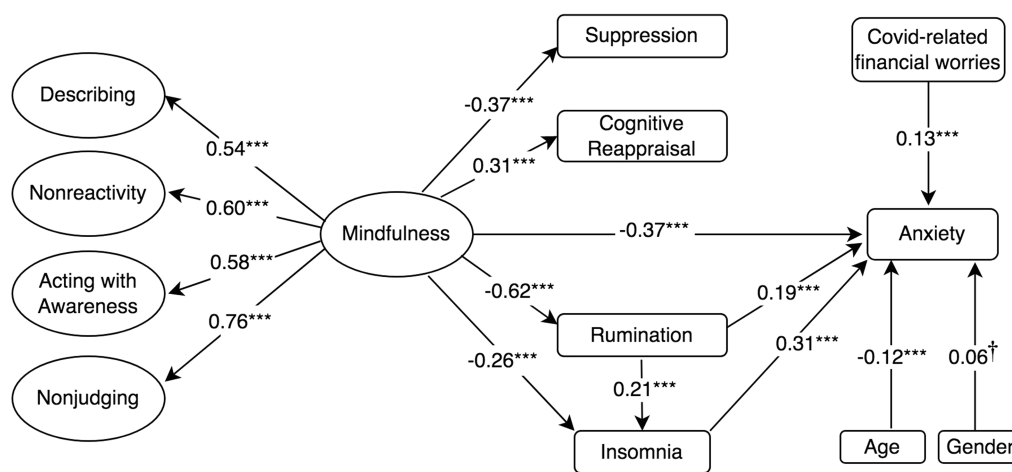 Suppression
Covid-related
financial worries
Describing
-0.37***
Cognitive
Reappraisal
0.13***
0.54***
0.31***
Nonreactivity
0.60***
Mindfulness
-0.37***
Anxiety
0.58***
Acting with
Awareness
-0.62***
0.19***
0.76***
Rumination
0.31***
-0.26***
-0.12***
0.06†
0.21***
Nonjudging
Insomnia
Age
Gender